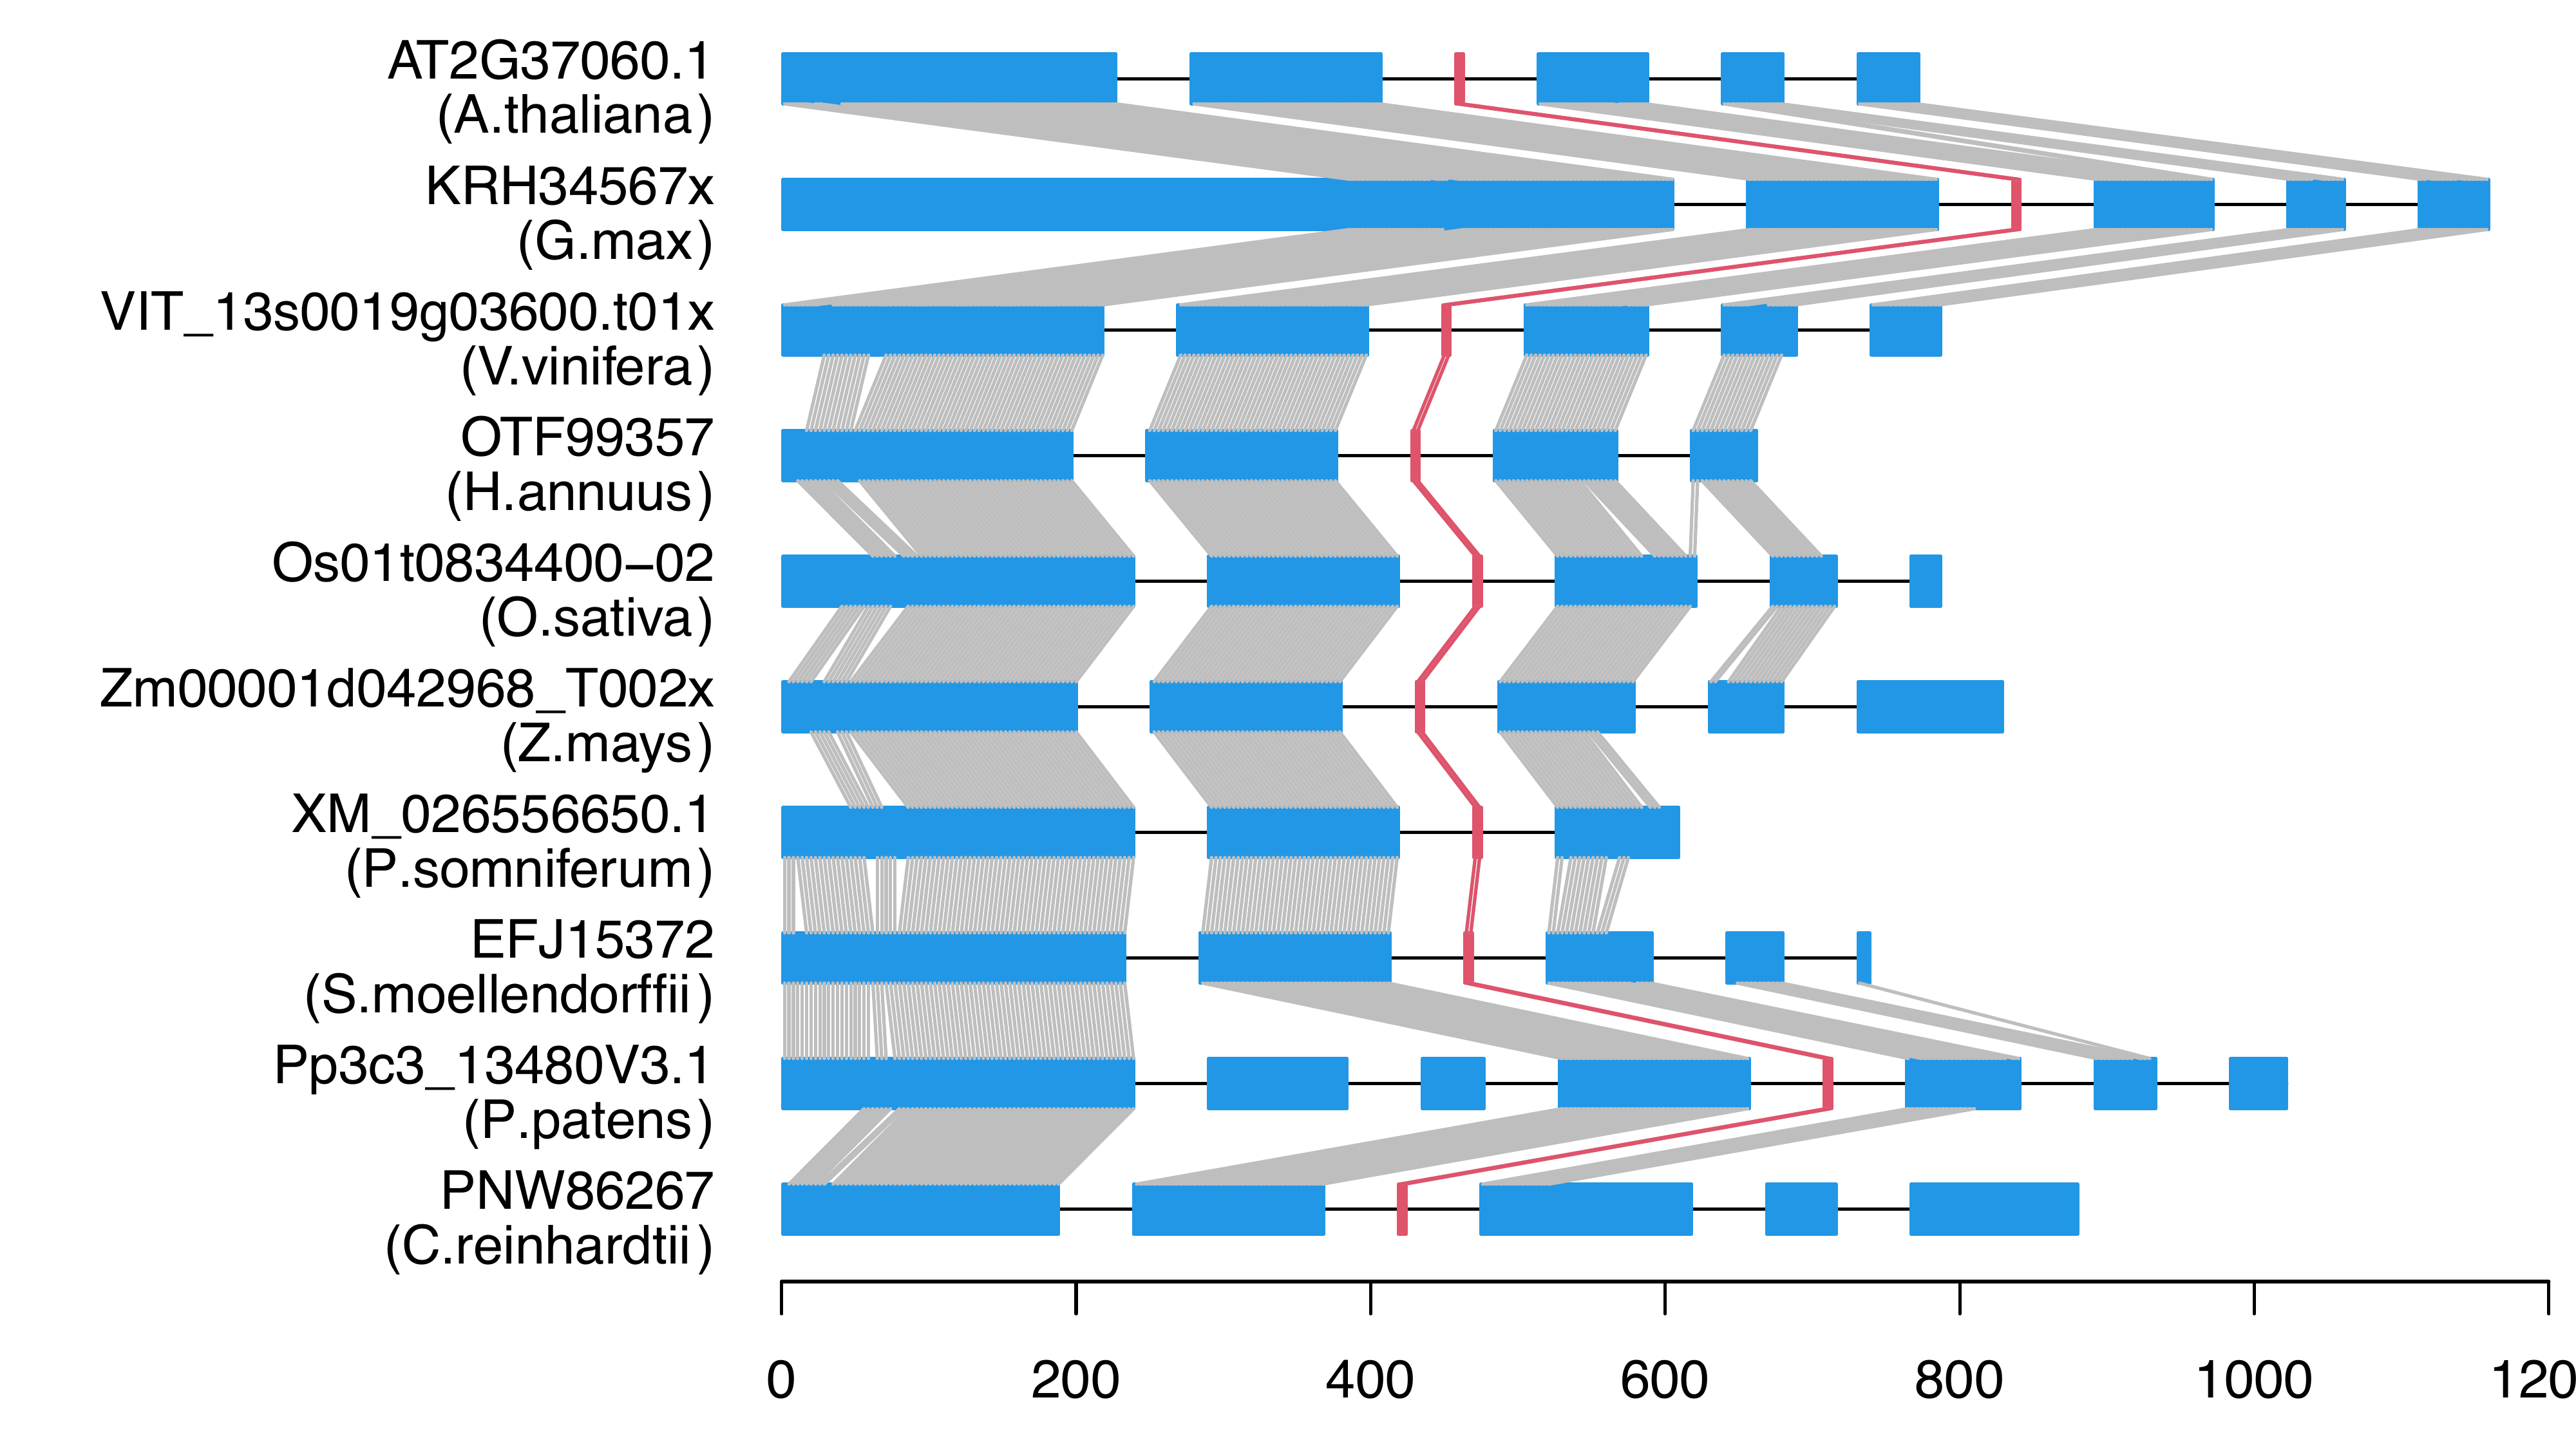 AT2G37060.1
(A.thaliana)
KRH34567x
(G.max)
VIT_13s0019g03600.t01x
(V.vinifera)
OTF99357
(H.annuus)
Os01t0834400−02
(O.sativa)
Zm00001d042968_T002x
(Z.mays)
XM_026556650.1
(P.somniferum)
EFJ15372
(S.moellendorffii)
Pp3c3_13480V3.1
(P.patens)
PNW86267
(C.reinhardtii)
0 200 400 600 800 1000 120